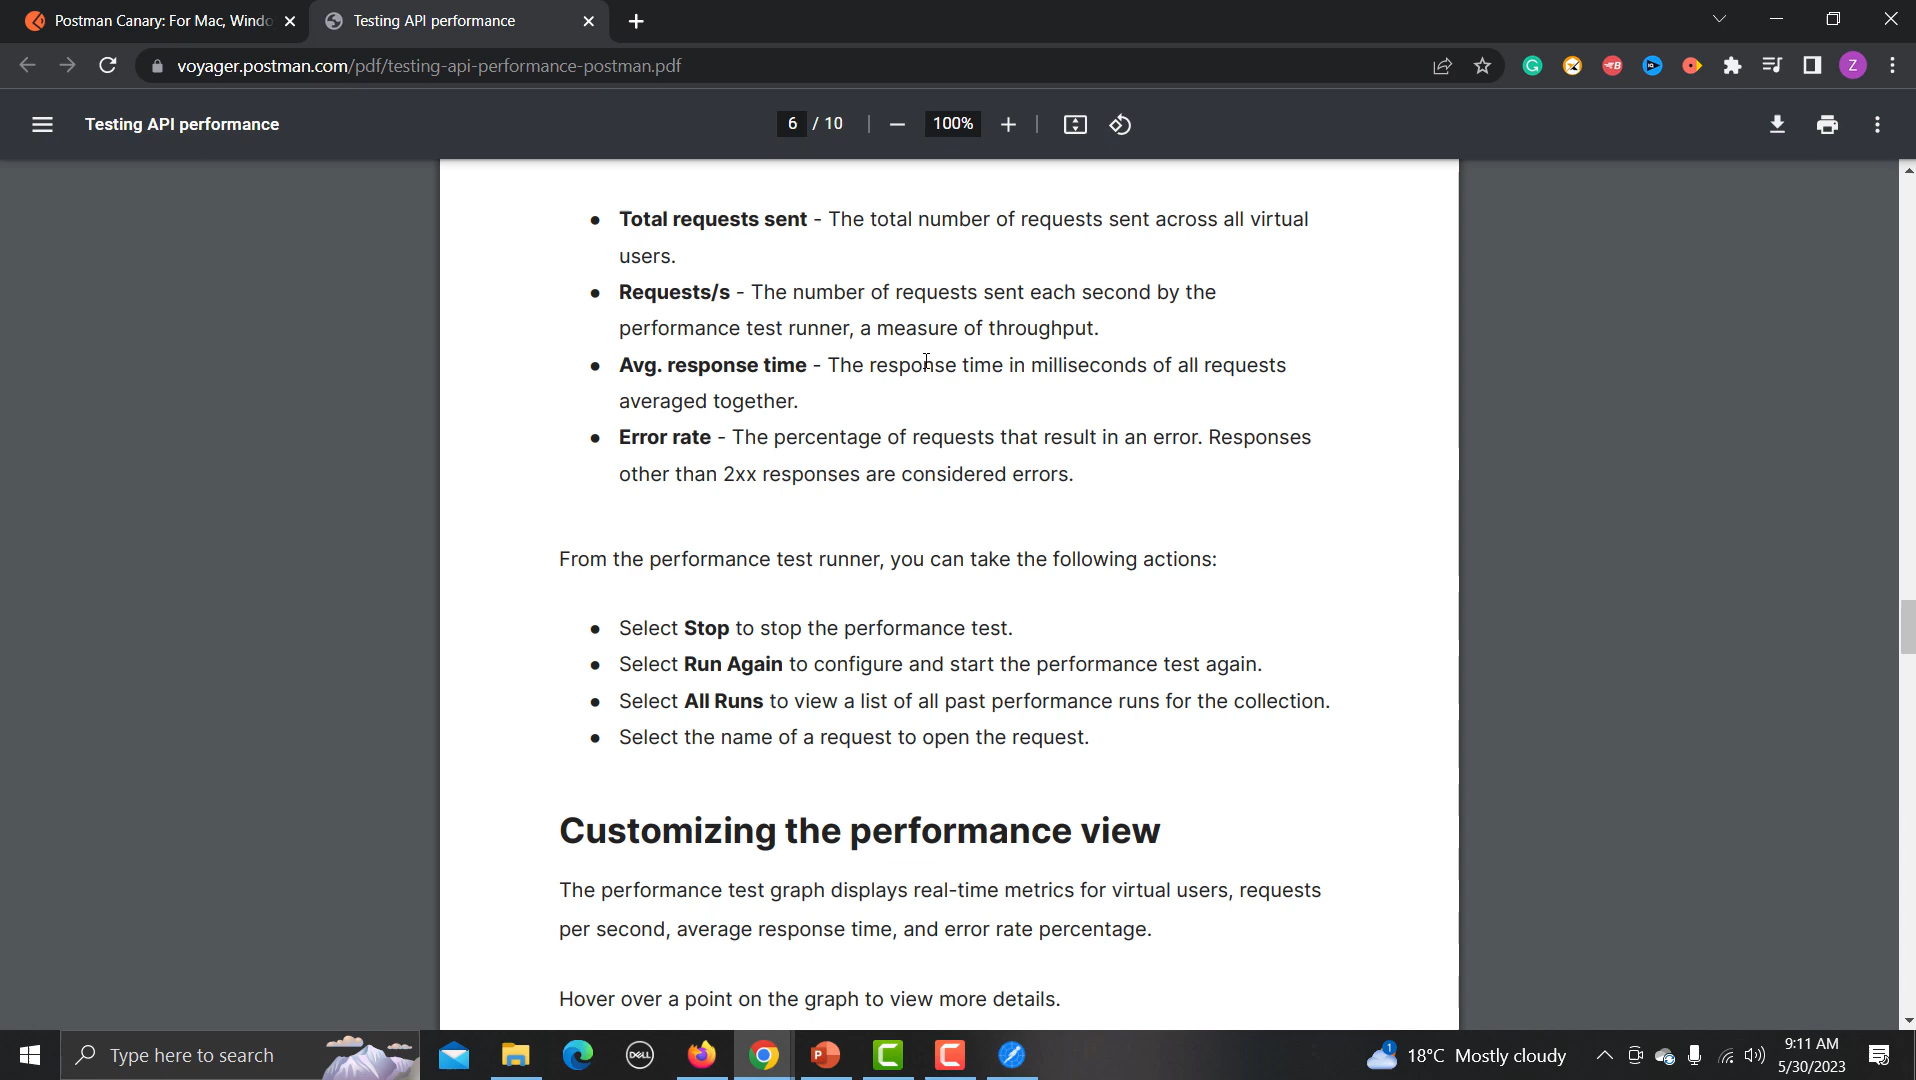 Postman Canary: For Mac, Windo
Testing API performance
voyager.postman.com/pdf/testing-api-performance-postman.pdf
Z
Testing API performance
6 / 10
100%
● Total requests sent - The total number of requests sent across all virtual
users.
● Requests/s - The number of requests sent each second by the
performance test runner, a measure of throughput.
● Avg. response time - The response time in milliseconds of all requests
averaged together.
● Error rate - The percentage of requests that result in an error. Responses
other than 2xx responses are considered errors.
From the performance test runner, you can take the following actions:
● Select Stop to stop the performance test.
● Select Run Again to configure and start the performance test again.
● Select All Runs to view a list of all past performance runs for the collection.
● Select the name of a request to open the request.
Customizing the performance view
The performance test graph displays real-time metrics for virtual users, requests
per second, average response time, and error rate percentage.
Hover over a point on the graph to view more details.
Type here to search
DELL
P
C
C
1
18°C Mostly cloudy
9:11 AM
5/30/2023